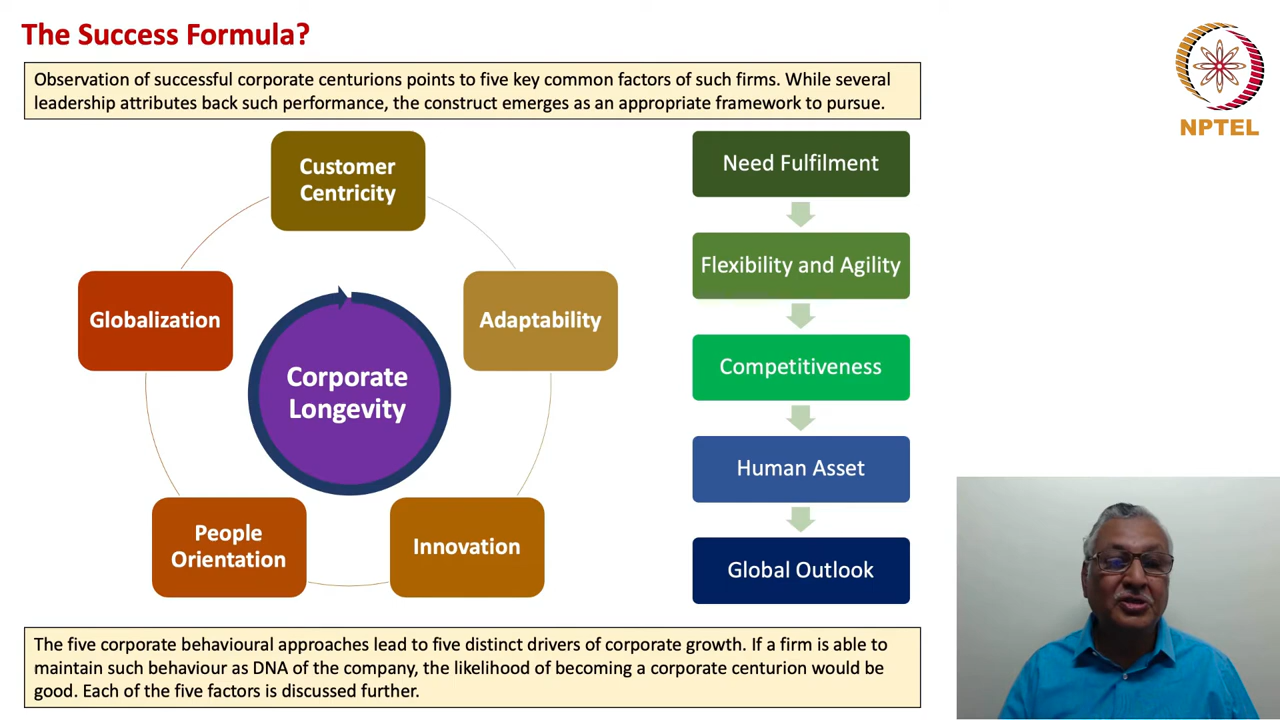 The Success Formula?
Observation of successful corporate centurions points to five key common factors of such firms. While several
leadership attributes back such performance, the construct emerges as an appropriate framework to pursue.
NPTEL
Customer
Centricity
Adaptability
Innovation
People
Orientation
Globalization
Corporate
Longevity
Need Fulfilment
Flexibility and Agility
Competitiveness
Human Asset
Global Outlook
The five corporate behavioural approaches lead to five distinct drivers of corporate growth. If a firm is able to
maintain such behaviour as DNA of the company, the likelihood of becoming a corporate centurion would be
good. Each of the five factors is discussed further.